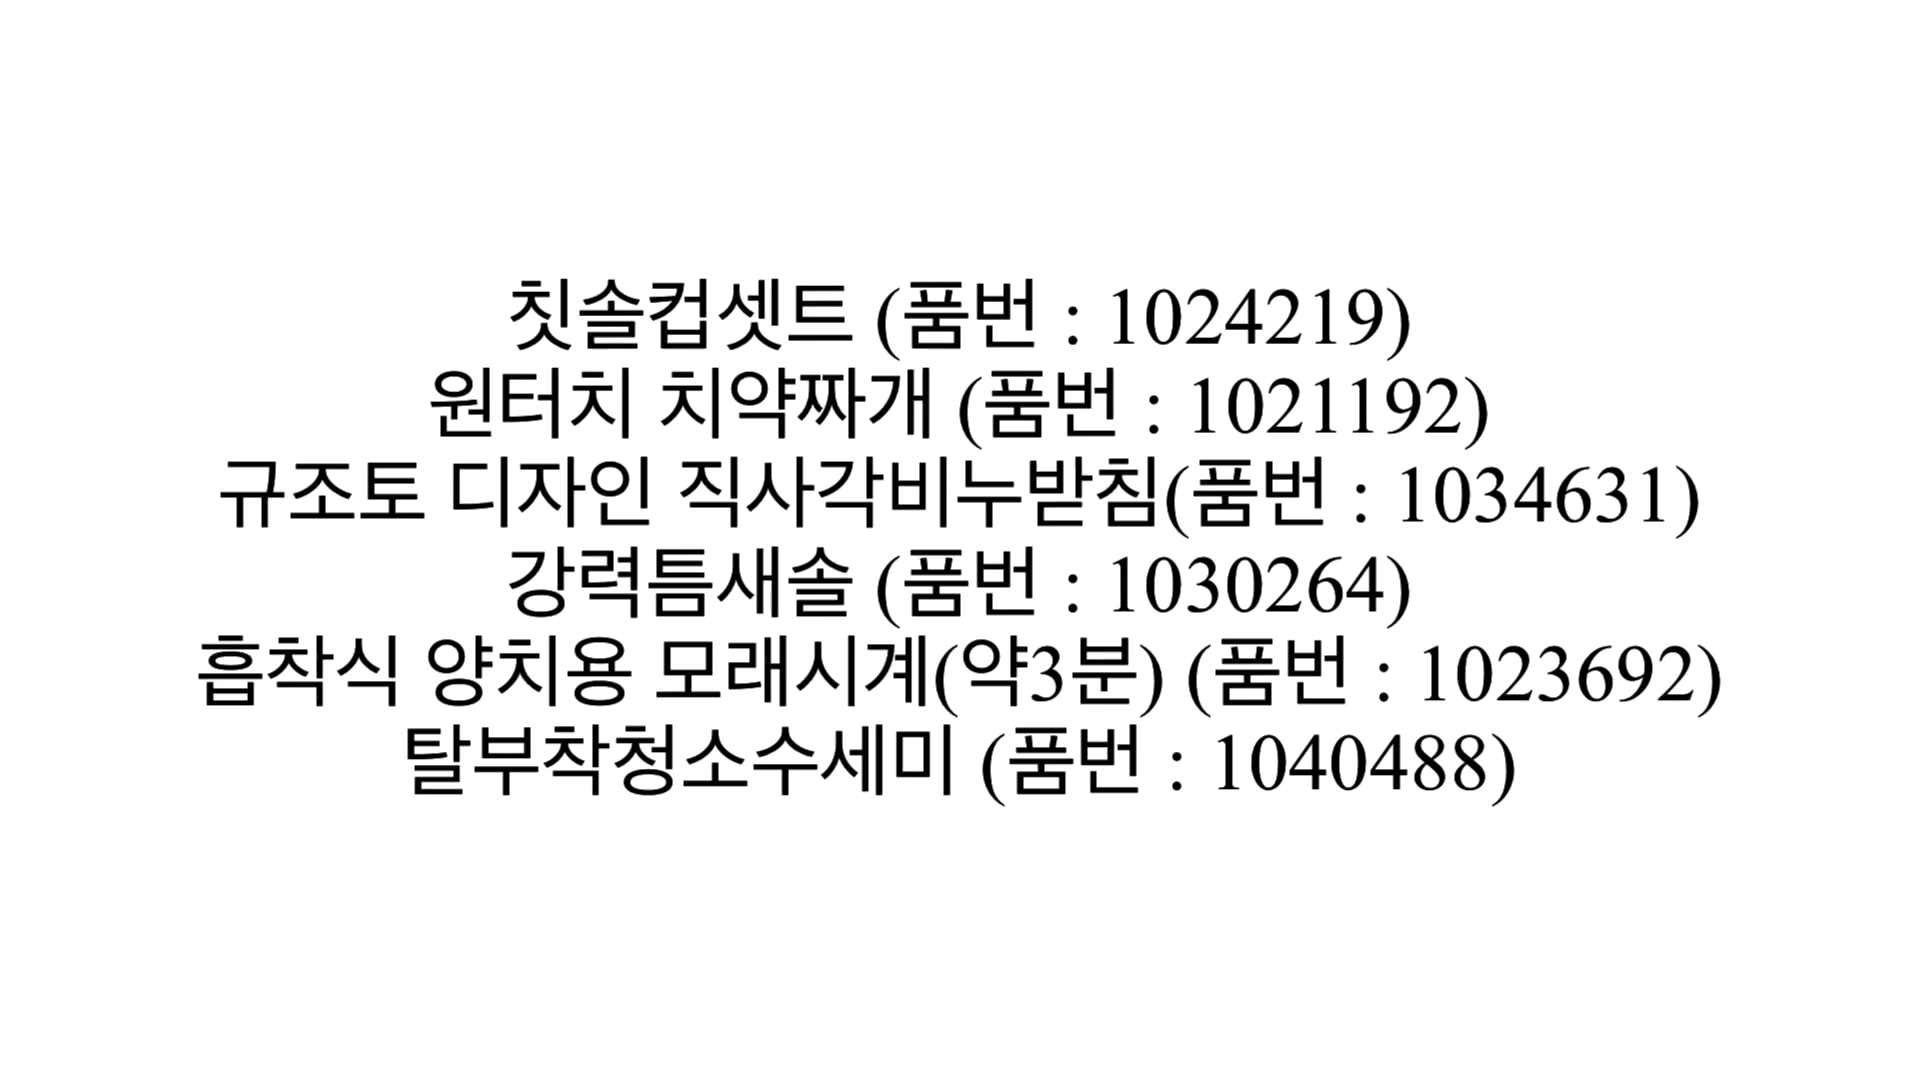 칫솔컵셋트 (품번 : 1024219)
원터치 치약짜개 (품번 : 1021192)
규조토 디자인 직사각비누받침(품번 : 1034631)
강력틈새솔 (품번 : 1030264)
흡착식 양치용 모래시계(약3분) (품번 : 1023692)
탈부착청소수세미 (품번 : 1040488)